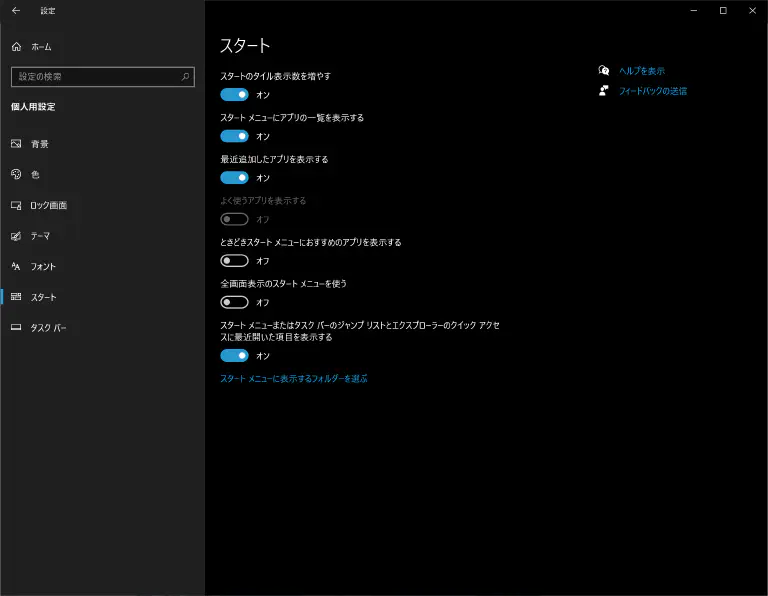 設定
ホーム
設定の検索
個人用設定
背景
色
ロック画面
テーマ
フォント
スタート
タスク バー
スタート
スタートのタイル表示数を増やす
オン
スタート メニューにアプリの一覧を表示する
オン
最近追加したアプリを表示する
オン
よく使うアプリを表示する
オフ
ときどきスタート メニューにおすすめのアプリを表示する
オフ
全画面表示のスタート メニューを使う
オフ
スタート メニューまたはタスク バーのジャンプ リストとエクスプローラーのクイック アクセ
スに最近開いた項目を表示する
オン
スタート メニューに表示するフォルダーを選ぶ
ヘルプを表示
フィードバックの送信